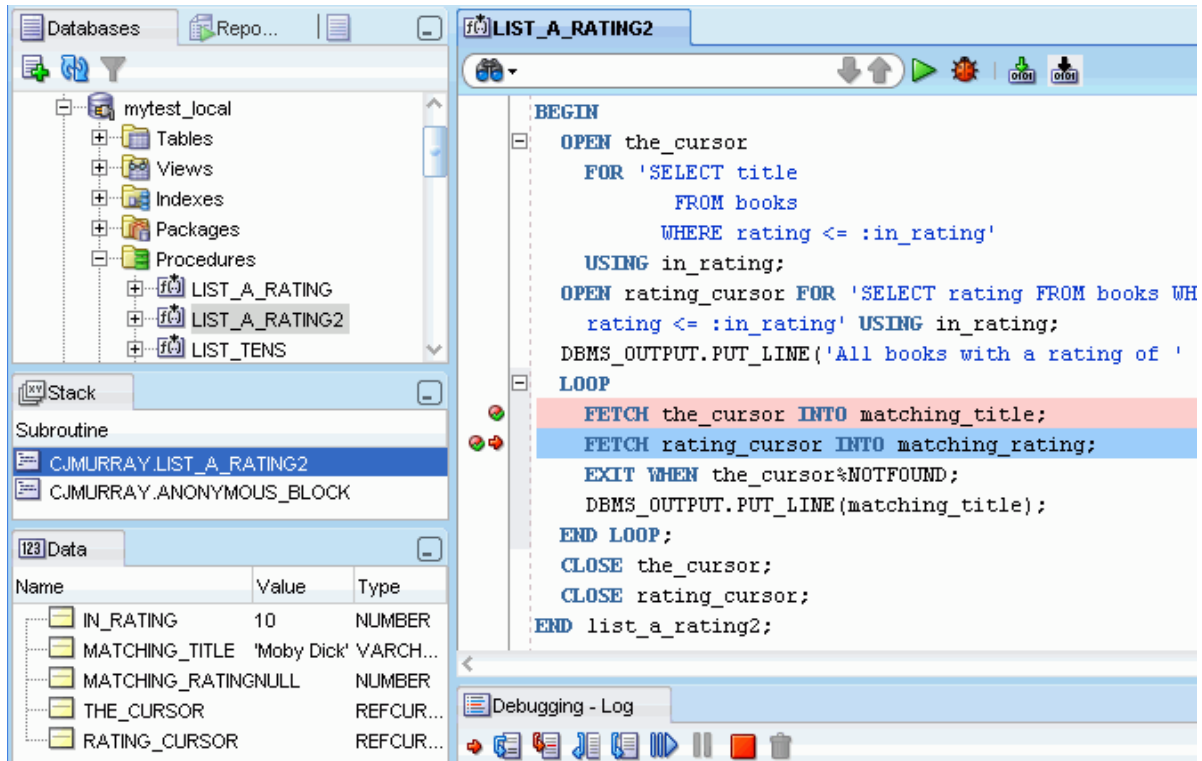 Databases
Repo...
mytest_local
Tables
Views
Indexes
Packages
Procedures
LIST_A_RATING
LIST_A_RATING2
LIST_TENS
Stack
Subroutine
CJMURRAY.LIST_A_RATING2
CJMURRAY.ANONYMOUS_BLOCK
Data
Name Value Type
IN_RATING 10 NUMBER
MATCHING_TITLE 'Moby Dick' VARCH...
MATCHING_RATING NULL NUMBER
THE_CURSOR REFCUR...
RATING_CURSOR REFCUR...
LIST_A_RATING2
BEGIN
OPEN the_cursor
FOR 'SELECT title
FROM books
WHERE rating <= :in_rating'
USING in_rating;
OPEN rating_cursor FOR 'SELECT rating FROM books WH
rating <= :in_rating' USING in_rating;
DBMS_OUTPUT.PUT_LINE('All books with a rating of '
LOOP
FETCH the_cursor INTO matching_title;
FETCH rating_cursor INTO matching_rating;
EXIT WHEN the_cursor%NOTFOUND;
DBMS_OUTPUT.PUT_LINE(matching_title);
END LOOP;
CLOSE the_cursor;
CLOSE rating_cursor;
END list_a_rating2;
Debugging - Log